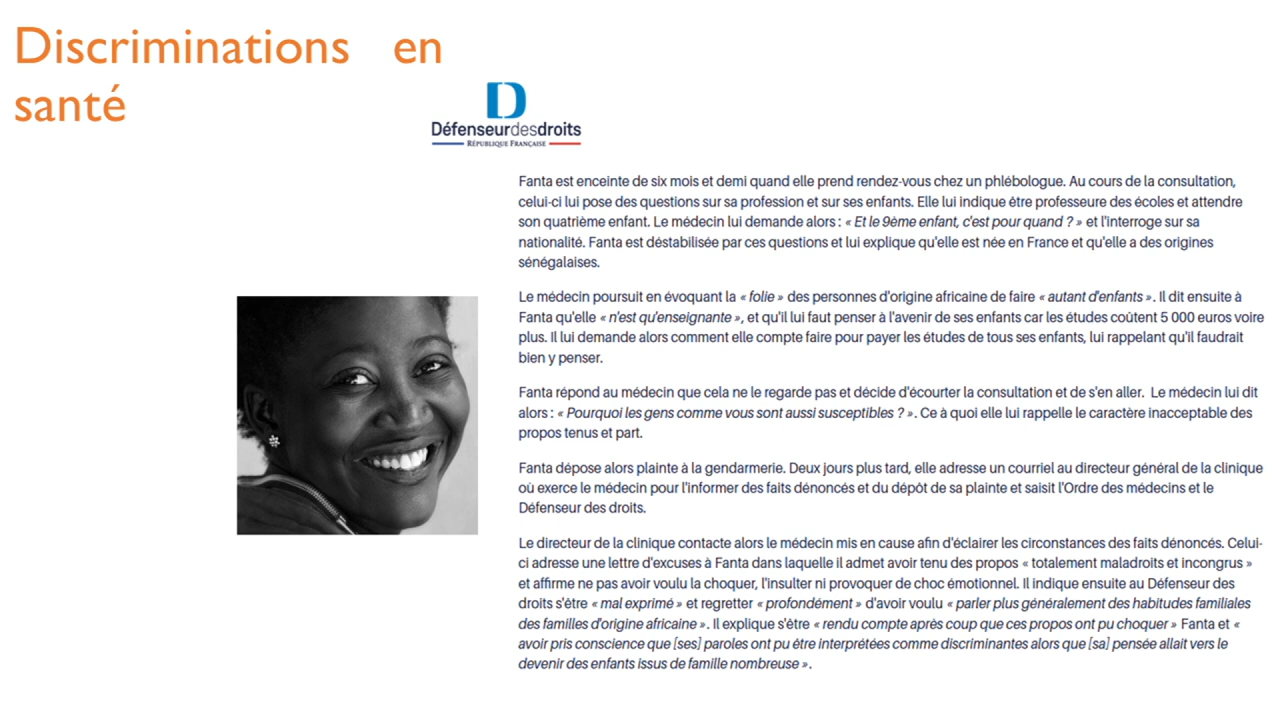 Discriminations en
santé
D
Défenseurdesdroits
RÉPUBLIQUE FRANÇAISE
Fanta est enceinte de six mois et demi quand elle prend rendez-vous chez un phlébologue. Au cours de la consultation,
celui-ci lui pose des questions sur sa profession et sur ses enfants. Elle lui indique être professeure des écoles et attendre
son quatrième enfant. Le médecin lui demande alors : « Et le 9ème enfant, c'est pour quand ? » et l'interroge sur sa
nationalité. Fanta est déstabilisée par ces questions et lui explique qu'elle est née en France et qu'elle a des origines
sénégalaises.
Le médecin poursuit en évoquant la « folie » des personnes d'origine africaine de faire « autant d'enfants ». Il dit ensuite à
Fanta qu'elle « n'est qu'enseignante », et qu'il lui faut penser à l'avenir de ses enfants car les études coûtent 5 000 euros voire
plus. Il lui demande alors comment elle compte faire pour payer les études de tous ses enfants, lui rappelant qu'il faudrait
bien y penser.
Fanta répond au médecin que cela ne le regarde pas et décide d'écourter la consultation et de s'en aller. Le médecin lui dit
alors : « Pourquoi les gens comme vous sont aussi susceptibles ? ». Ce à quoi elle lui rappelle le caractère inacceptable des
propos tenus et part.
Fanta dépose alors plainte à la gendarmerie. Deux jours plus tard, elle adresse un courriel au directeur général de la clinique
où exerce le médecin pour l'informer des faits dénoncés et du dépôt de sa plainte et saisit l'Ordre des médecins et le
Défenseur des droits.
Le directeur de la clinique contacte alors le médecin mis en cause afin d'éclairer les circonstances des faits dénoncés. Celui-
ci adresse une lettre d'excuses à Fanta dans laquelle il admet avoir tenu des propos « totalement maladroits et incongrus »
et affirme ne pas avoir voulu la choquer, l'insulter ni provoquer de choc émotionnel. Il indique ensuite au Défenseur des
droits s'être « mal exprimé » et regretter « profondément » d'avoir voulu « parler plus généralement des habitudes familiales
des familles d'origine africaine ». Il explique s'être « rendu compte après coup que ces propos ont pu choquer » Fanta et «
avoir pris conscience que [ses] paroles ont pu être interprétées comme discriminantes alors que [sa] pensée allait vers le
devenir des enfants issus de famille nombreuse ».